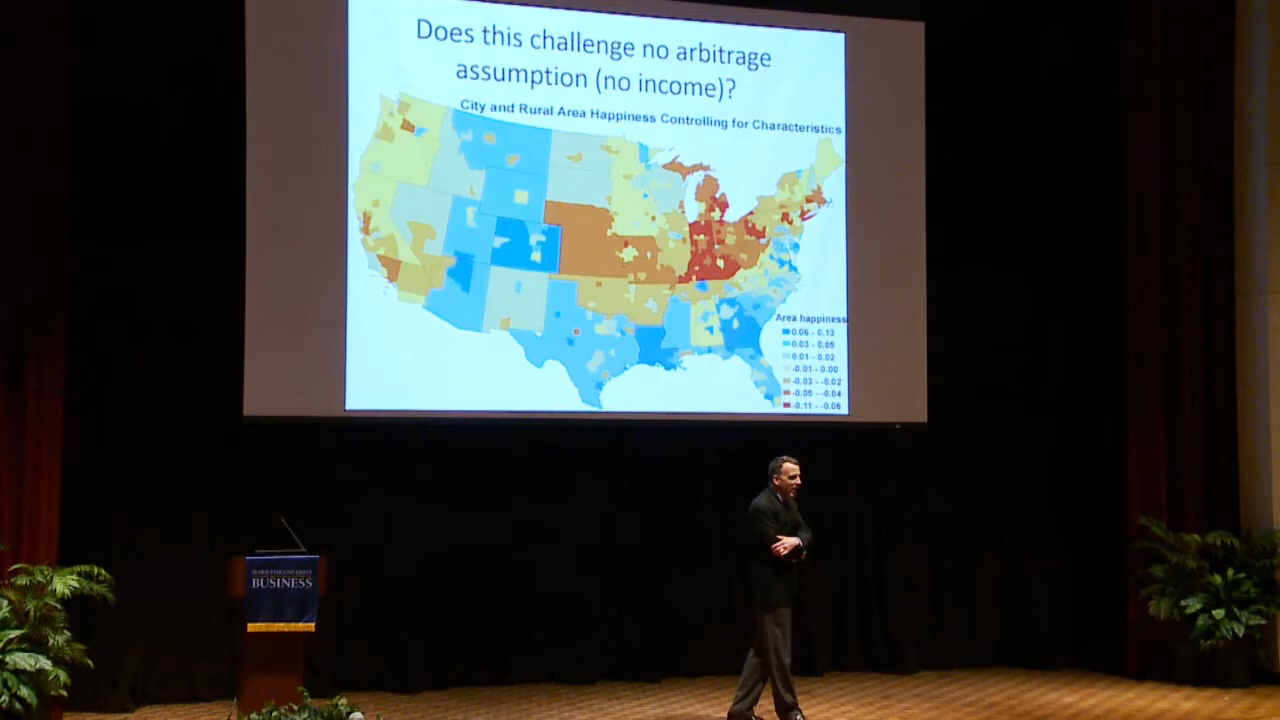 Does this challenge no arbitrage
assumption (no income)?
City and Rural Area Happiness Controlling for Characteristics
Area happiness
0.06 - 0.13
0.03 - 0.05
0.01 - 0.02
-0.01 - 0.00
-0.03 - -0.02
-0.05 - -0.04
-0.11 - -0.06
MARQUETTE UNIVERSITY
BUSINESS